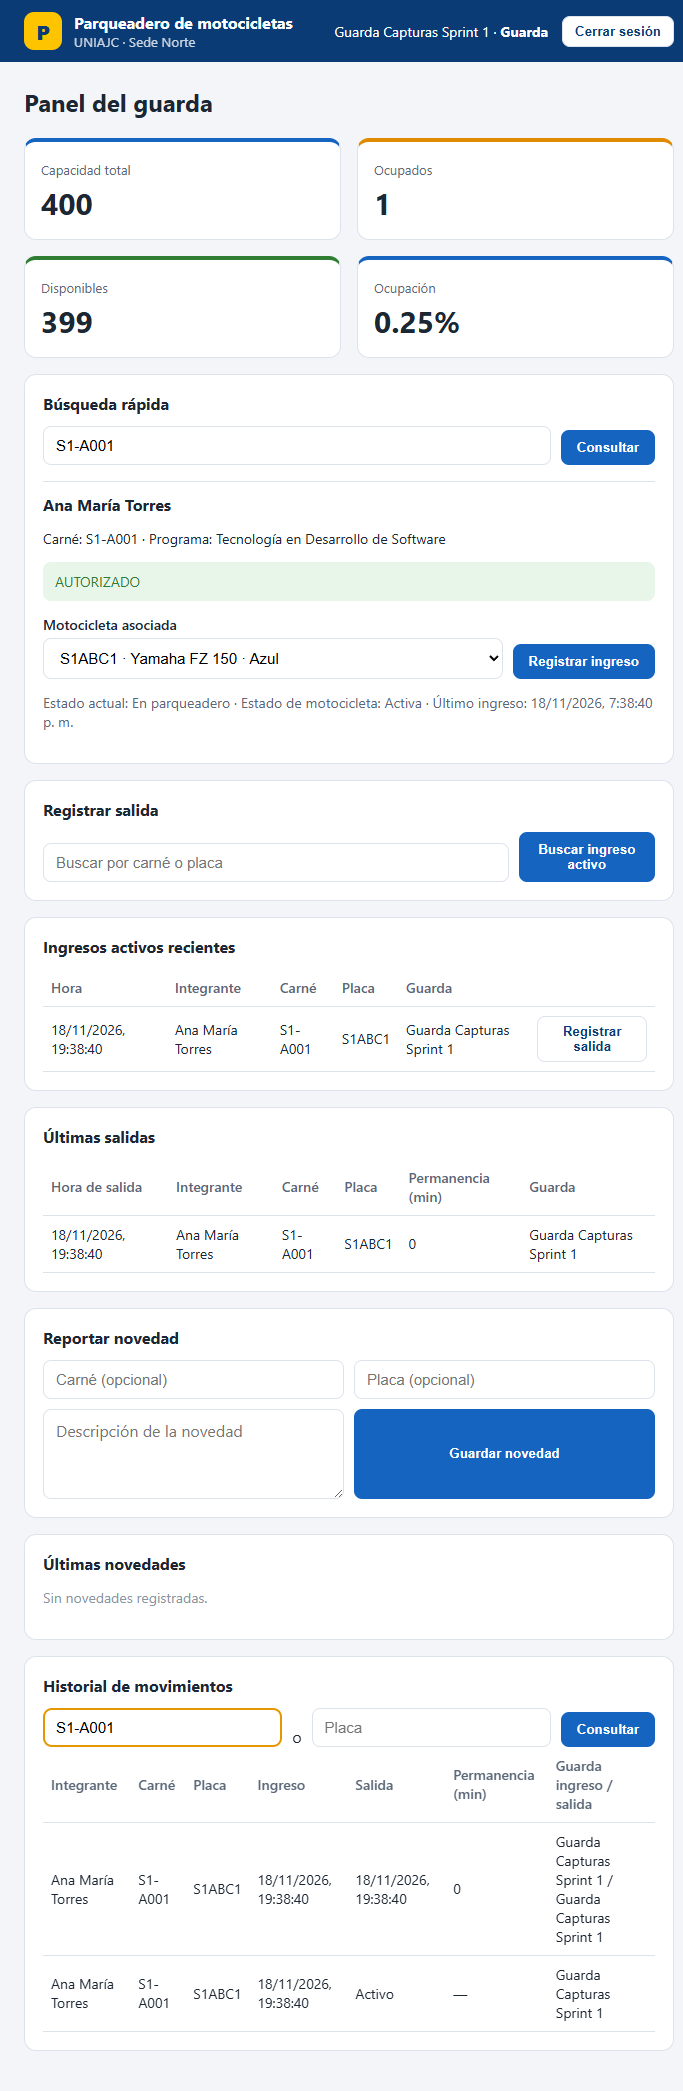 P
Parqueadero de motocicletas
UNIAJC · Sede Norte
Guarda Capturas Sprint 1 · Guarda
Cerrar sesión
Panel del guarda
Capacidad total
400
Ocupados
1
Disponibles
399
Ocupación
0.25%
Búsqueda rápida
S1-A001
Consultar
Ana María Torres
Carné: S1-A001 · Programa: Tecnología en Desarrollo de Software
AUTORIZADO
Motocicleta asociada
S1ABC1 · Yamaha FZ 150 · Azul
Registrar ingreso
Estado actual: En parqueadero · Estado de motocicleta: Activa · Último ingreso: 18/11/2026, 7:38:40
p. m.
Registrar salida
Buscar por carné o placa
Buscar ingreso
activo
Ingresos activos recientes
Hora Integrante Carné Placa Guarda
18/11/2026, Ana María S1- S1ABC1 Guarda Capturas Registrar
19:38:40 Torres A001 Sprint 1 salida
Últimas salidas
Hora de salida Integrante Carné Placa Permanencia Guarda
(min)
18/11/2026, Ana María S1- S1ABC1 0 Guarda Capturas
19:38:40 Torres A001 Sprint 1
Reportar novedad
Carné (opcional)
Placa (opcional)
Descripción de la novedad
Guardar novedad
Últimas novedades
Sin novedades registradas.
Historial de movimientos
S1-A001 o Placa Consultar
Integrante Carné Placa Ingreso Salida Permanencia Guarda
(min) ingreso /
salida
Ana María S1- S1ABC1 18/11/2026, 18/11/2026, 0 Guarda
Torres A001 19:38:40 19:38:40 Capturas
Sprint 1 /
Guarda
Capturas
Sprint 1
Ana María S1- S1ABC1 18/11/2026, Activo — Guarda
Torres A001 19:38:40 Capturas
Sprint 1